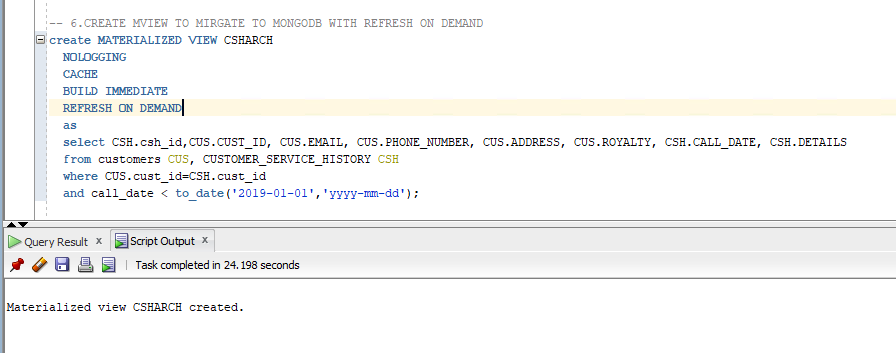 -- 6.CREATE MVIEW TO MIRGATE TO MONGODB WITH REFRESH ON DEMAND
create MATERIALIZED VIEW CSHARCH
NOLOGGING
CACHE
BUILD IMMEDIATE
REFRESH ON DEMAND
as
select CSH.csh_id,CUS.CUST_ID, CUS.EMAIL, CUS.PHONE_NUMBER, CUS.ADDRESS, CUS.ROYALTY, CSH.CALL_DATE, CSH.DETAILS
from customers CUS, CUSTOMER_SERVICE_HISTORY CSH
where CUS.cust_id=CSH.cust_id
and call_date < to_date('2019-01-01','yyyy-mm-dd');
Query Result x Script Output x
Task completed in 24.198 seconds
Materialized view CSHARCH created.